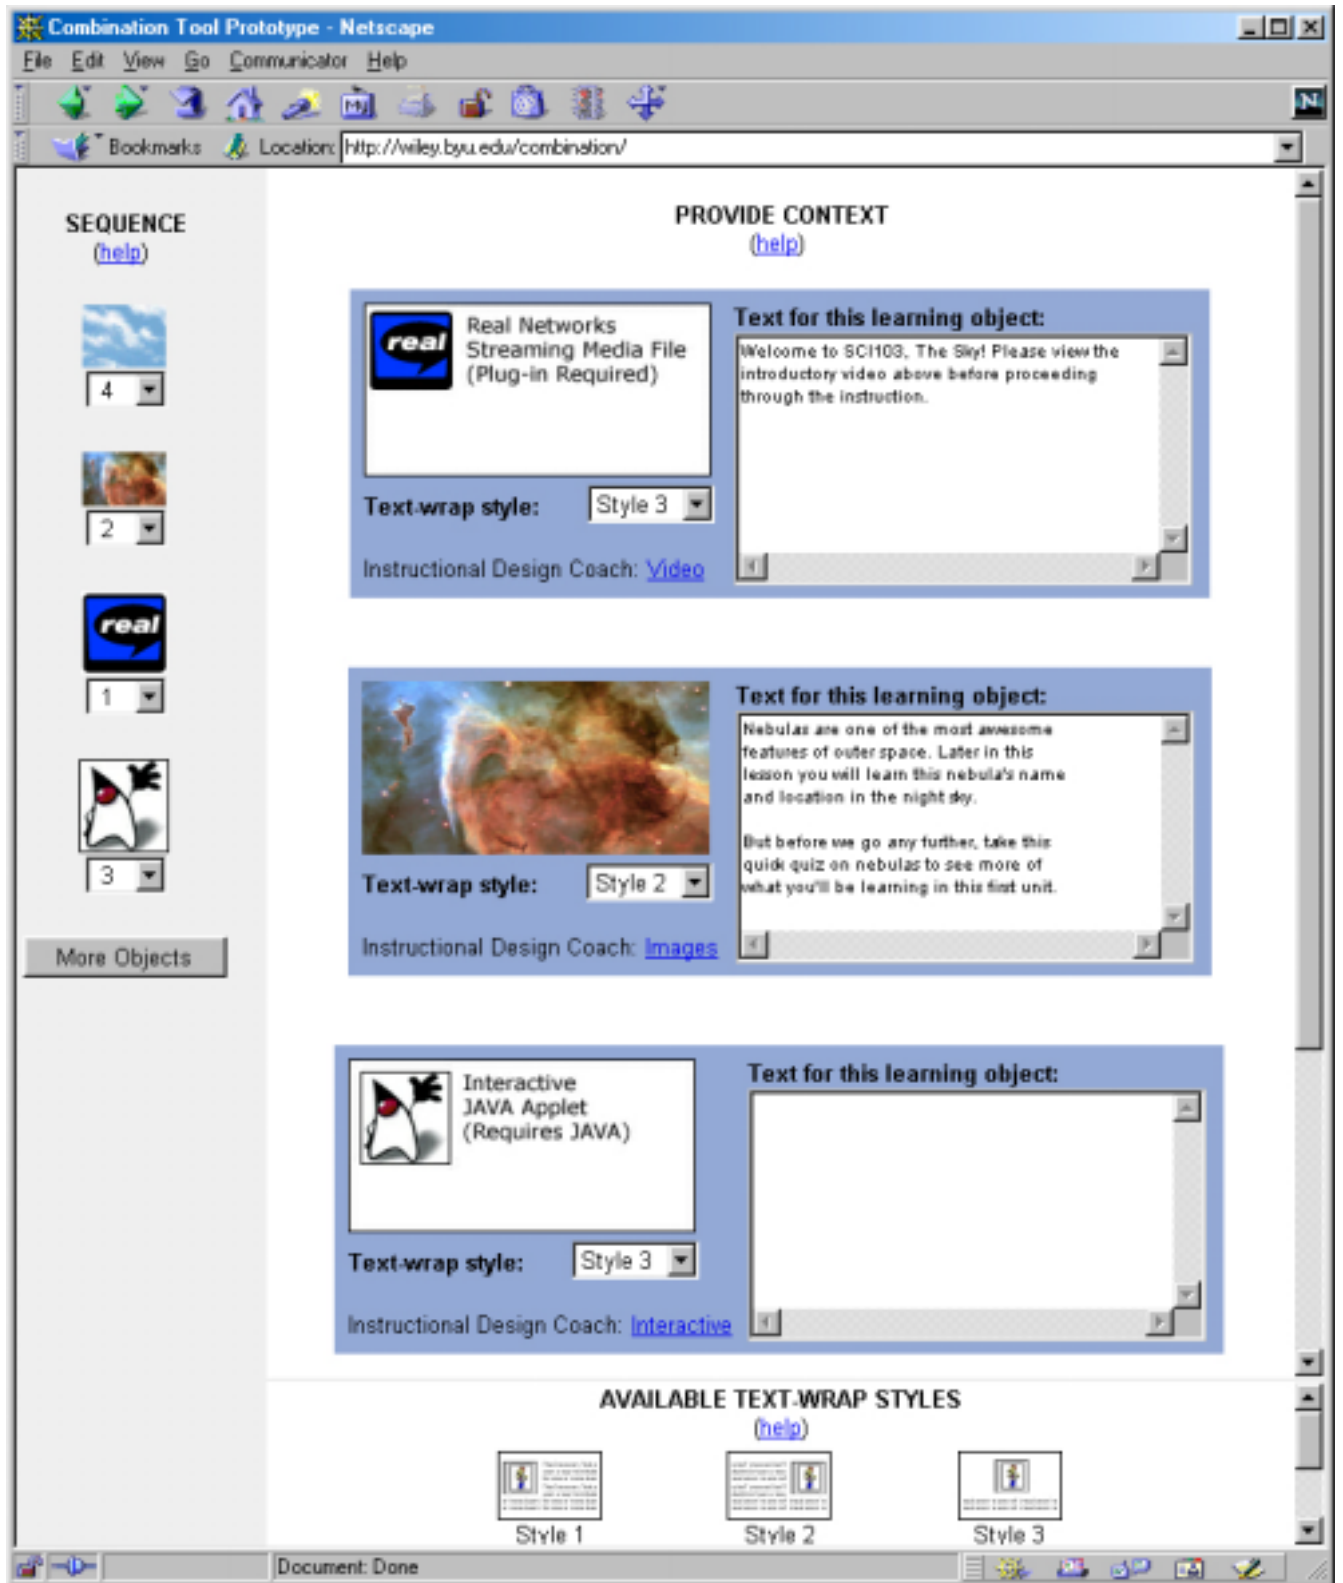 Combination Tool Prototype - Netscape
File Edit View Go Communicator Help
My
N
Bookmarks Location: http://wiley.byu.edu/combination/
SEQUENCE
(help)
4
2
real
1
3
More Objects
PROVIDE CONTEXT
(help)
real
Real Networks
Streaming Media File
(Plug-in Required)
Text-wrap style: Style 3
Instructional Design Coach: Video
Text for this learning object:
Welcome to SCI103, The Sky! Please view the
introductory video above before proceeding
through the instruction.
Text-wrap style: Style 2
Instructional Design Coach: Images
Text for this learning object:
Nebulas are one of the most awesome
features of outer space. Later in this
lesson you will learn this nebula's name
and location in the night sky.
But before we go any further, take this
quick quiz on nebulas to see more of
what you'll be learning in this first unit.
Interactive
JAVA Applet
(Requires JAVA)
Text-wrap style: Style 3
Instructional Design Coach: Interactive
Text for this learning object:
AVAILABLE TEXT-WRAP STYLES
(help)
Style 1 Style 2 Style 3
Document: Done